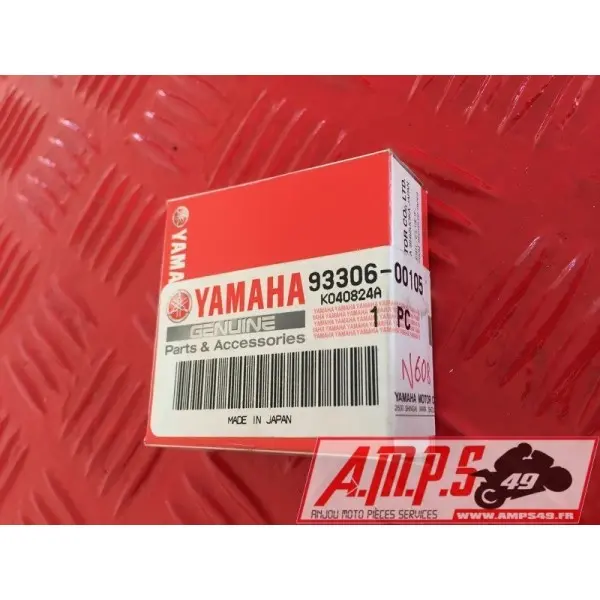 YAMAHA
YAMAHA
GENUINE
Parts & Accessories
93306-00105
K040824A
1 PC
MADE IN JAPAN
N608
YAMAHA MOTOR
A.M.P.S
49
ANJOU MOTO PIÈCES SERVICES
WWW.AMPS49.FR